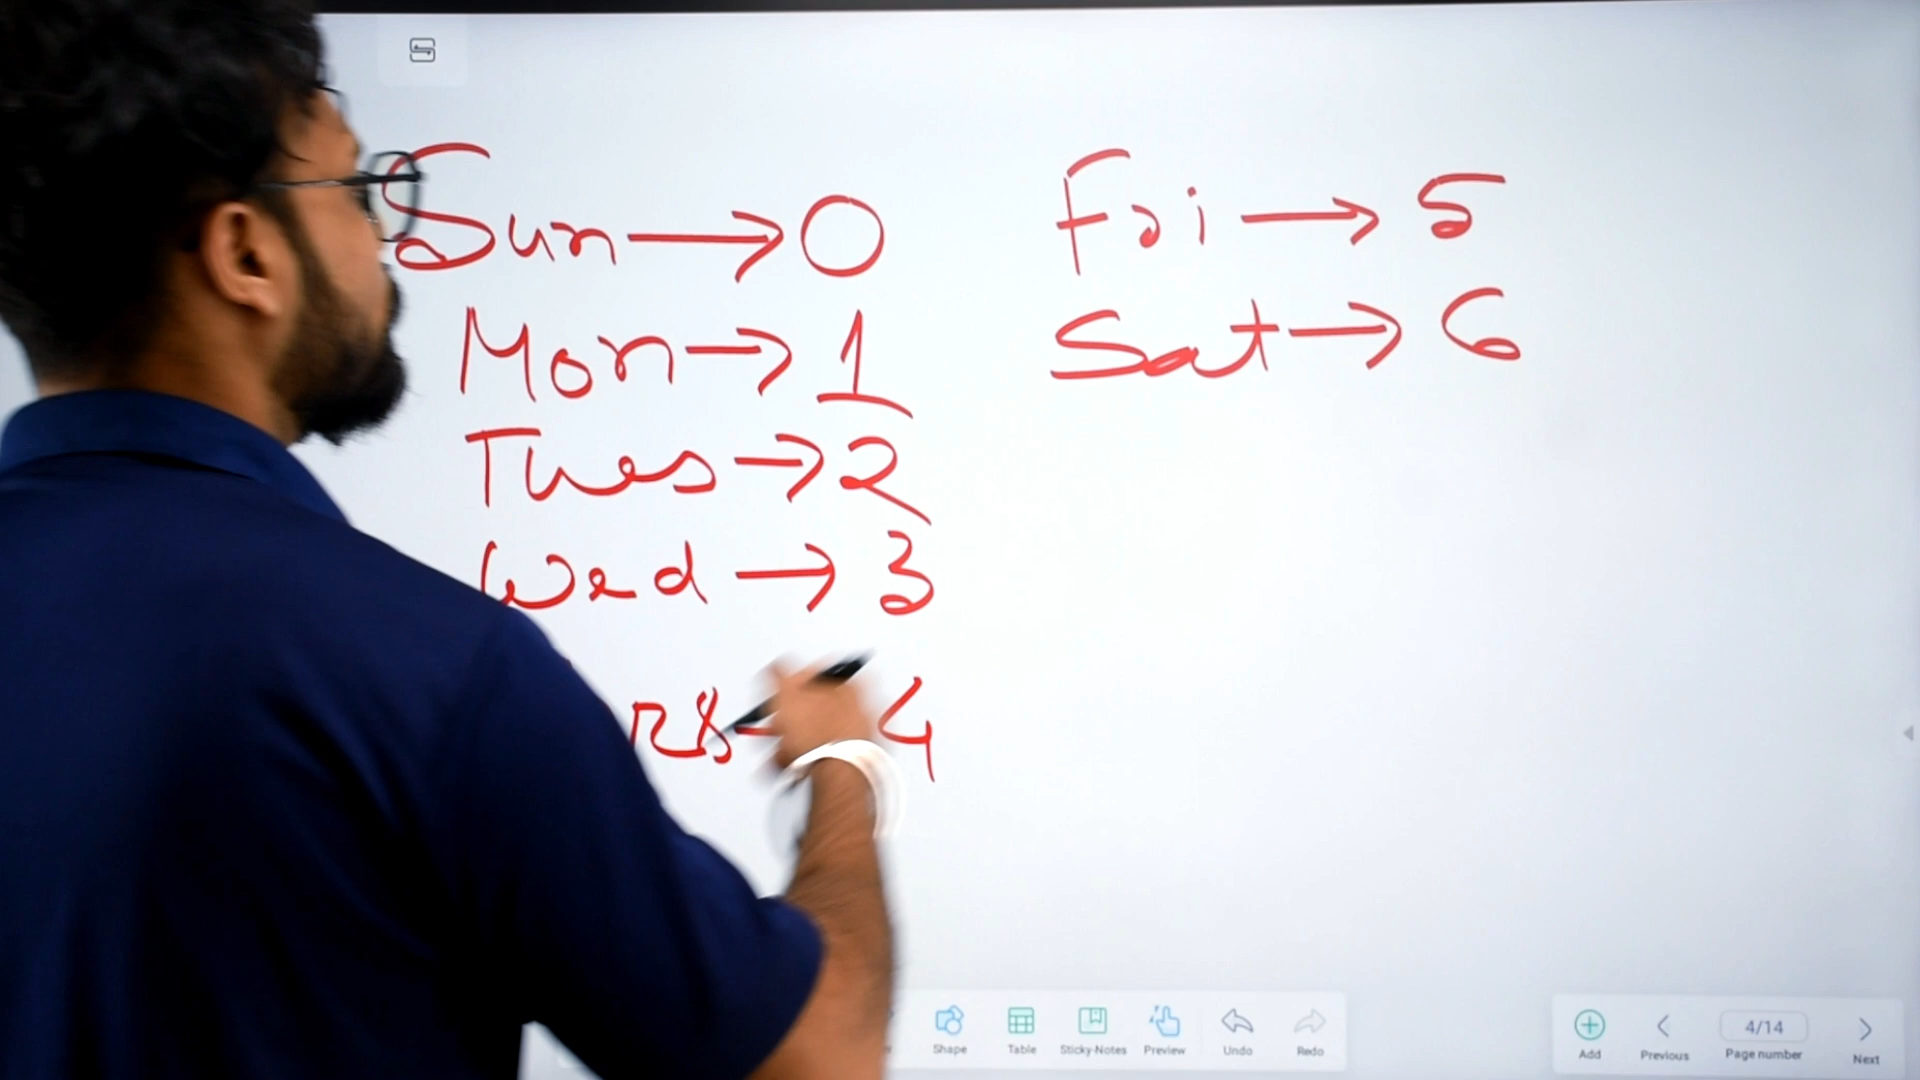 Sun → 0
Mon → 1
Tues → 2
Wed → 3
rs → 4
Fri → 5
Sat → 6
Shape
Table
Sticky-Notes
Preview
Undo
Redo
Add
Previous
4/14
Page number
Next